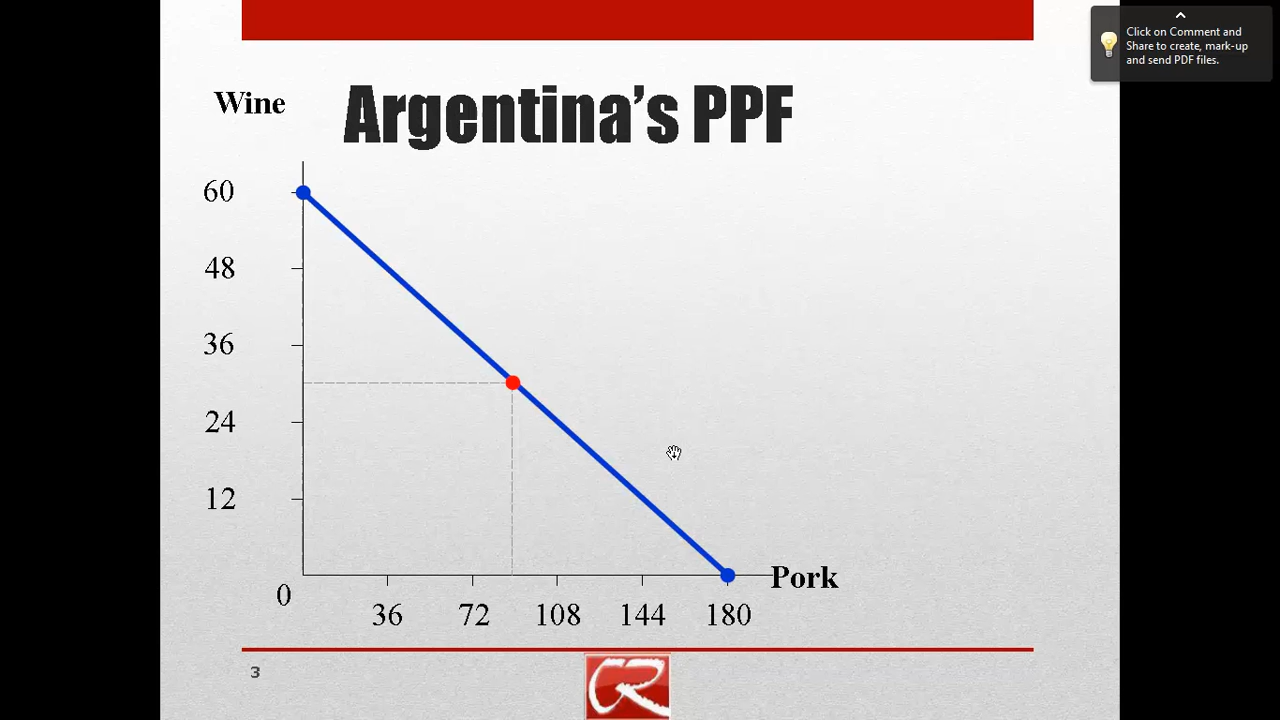 Click on Comment and
Share to create, mark-up
and send PDF files.
Wine
Argentina's PPF
60
48
36
24
12
0
36 72 108 144 180
Pork
3
CR